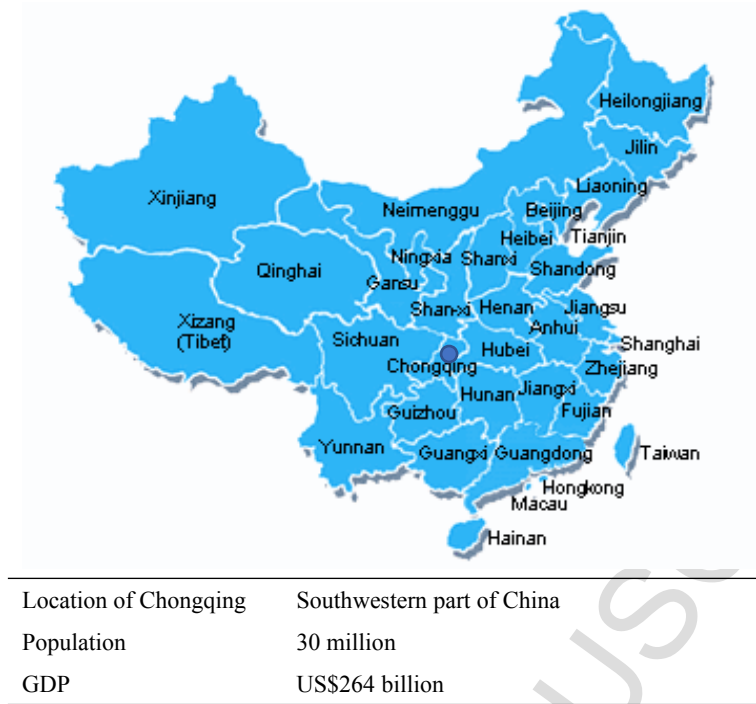 Heilongjiang
Jilin
Liaoning
Xinjiang
Neimenggu
Beijing
Tianjin
Heibei
Ningxia
Shanxi
Shandong
Qinghai
Gansu
Shan-xi
Henan
Jiangsu
Anhui
Xizang
(Tibet)
Sichuan
Hubei
Shanghai
Chongqing
Zhejiang
Hunan
Jiangxi
Guizhou
Fujian
Yunnan
Guangxi
Guangdong
Taiwan
Hongkong
Macau
Hainan
Location of Chongqing Southwestern part of China
Population 30 million
GDP US$264 billion